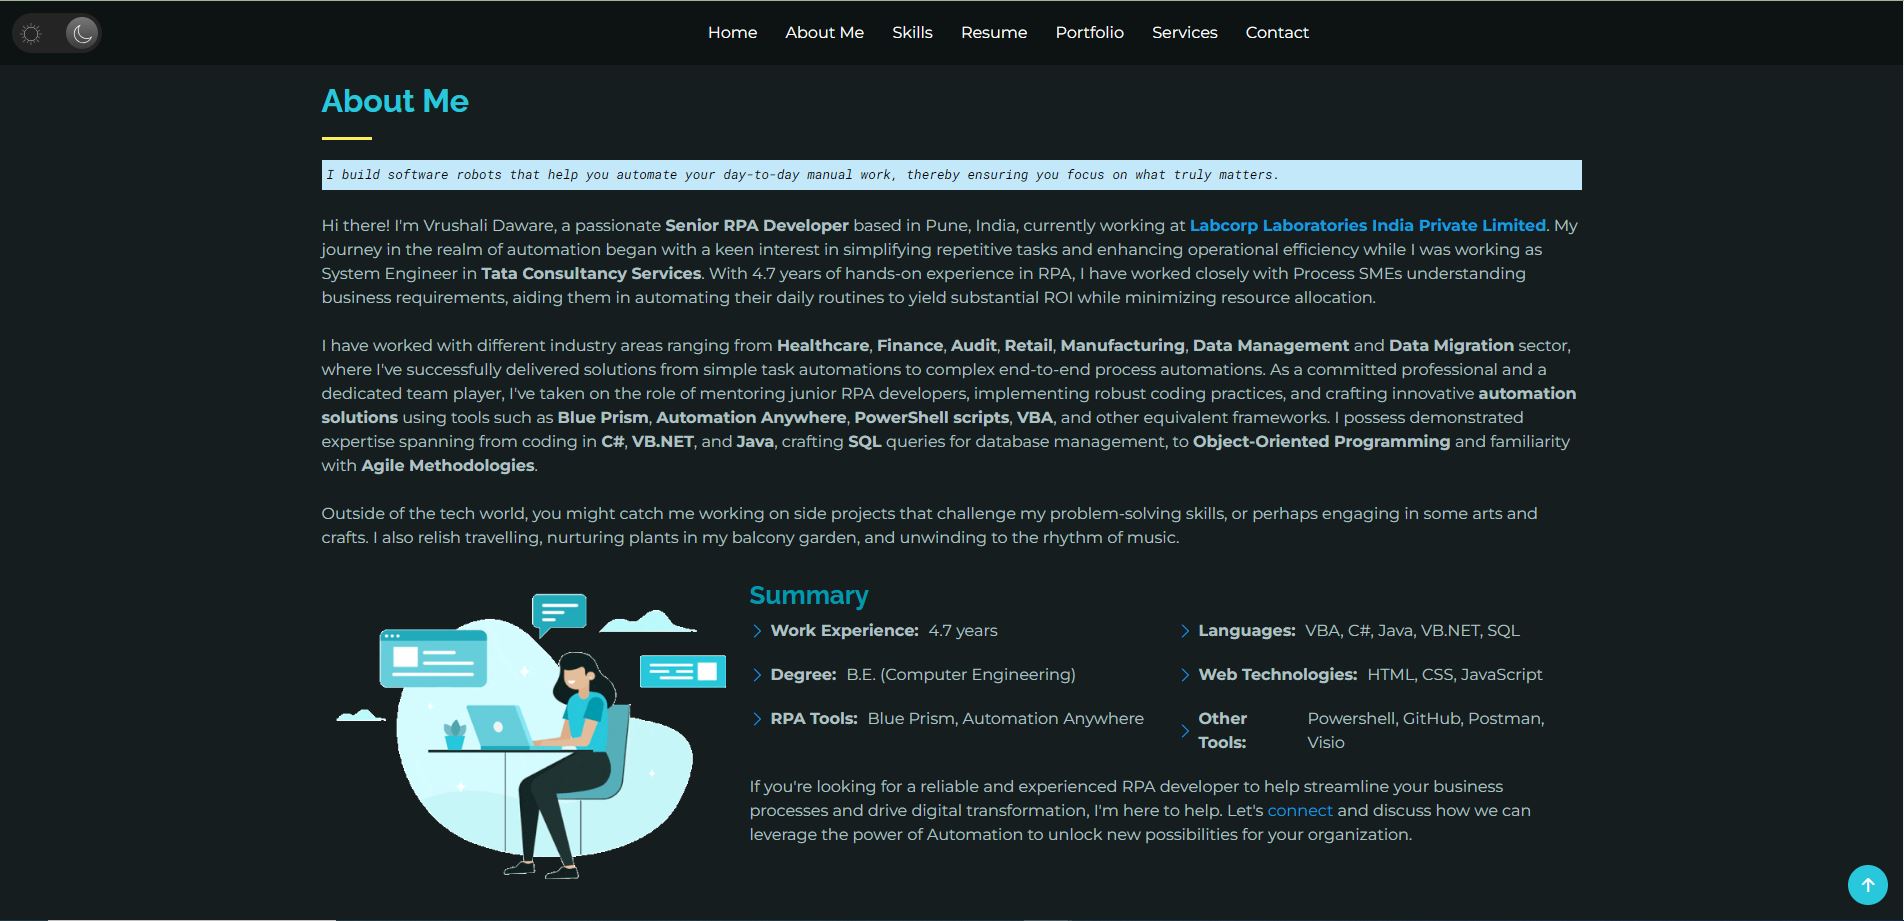 Home About Me Skills Resume Portfolio Services Contact
About Me
I build software robots that help you automate your day-to-day manual work, thereby ensuring you focus on what truly matters.
Hi there! I'm Vrushali Daware, a passionate Senior RPA Developer based in Pune, India, currently working at Labcorp Laboratories India Private Limited. My
journey in the realm of automation began with a keen interest in simplifying repetitive tasks and enhancing operational efficiency while I was working as
System Engineer in Tata Consultancy Services. With 4.7 years of hands-on experience in RPA, I have worked closely with Process SMEs understanding
business requirements, aiding them in automating their daily routines to yield substantial ROI while minimizing resource allocation.
I have worked with different industry areas ranging from Healthcare, Finance, Audit, Retail, Manufacturing, Data Management and Data Migration sector,
where I've successfully delivered solutions from simple task automations to complex end-to-end process automations. As a committed professional and a
dedicated team player, I've taken on the role of mentoring junior RPA developers, implementing robust coding practices, and crafting innovative automation
solutions using tools such as Blue Prism, Automation Anywhere, PowerShell scripts, VBA, and other equivalent frameworks. I possess demonstrated
expertise spanning from coding in C#, VB.NET, and Java, crafting SQL queries for database management, to Object-Oriented Programming and familiarity
with Agile Methodologies.
Outside of the tech world, you might catch me working on side projects that challenge my problem-solving skills, or perhaps engaging in some arts and
crafts. I also relish travelling, nurturing plants in my balcony garden, and unwinding to the rhythm of music.
Summary
Work Experience: 4.7 years
Degree: B.E. (Computer Engineering)
RPA Tools: Blue Prism, Automation Anywhere
Languages: VBA, C#, Java, VB.NET, SQL
Web Technologies: HTML, CSS, JavaScript
Other Powershell, GitHub, Postman,
Tools: Visio
If you're looking for a reliable and experienced RPA developer to help streamline your business
processes and drive digital transformation, I'm here to help. Let's connect and discuss how we can
leverage the power of Automation to unlock new possibilities for your organization.